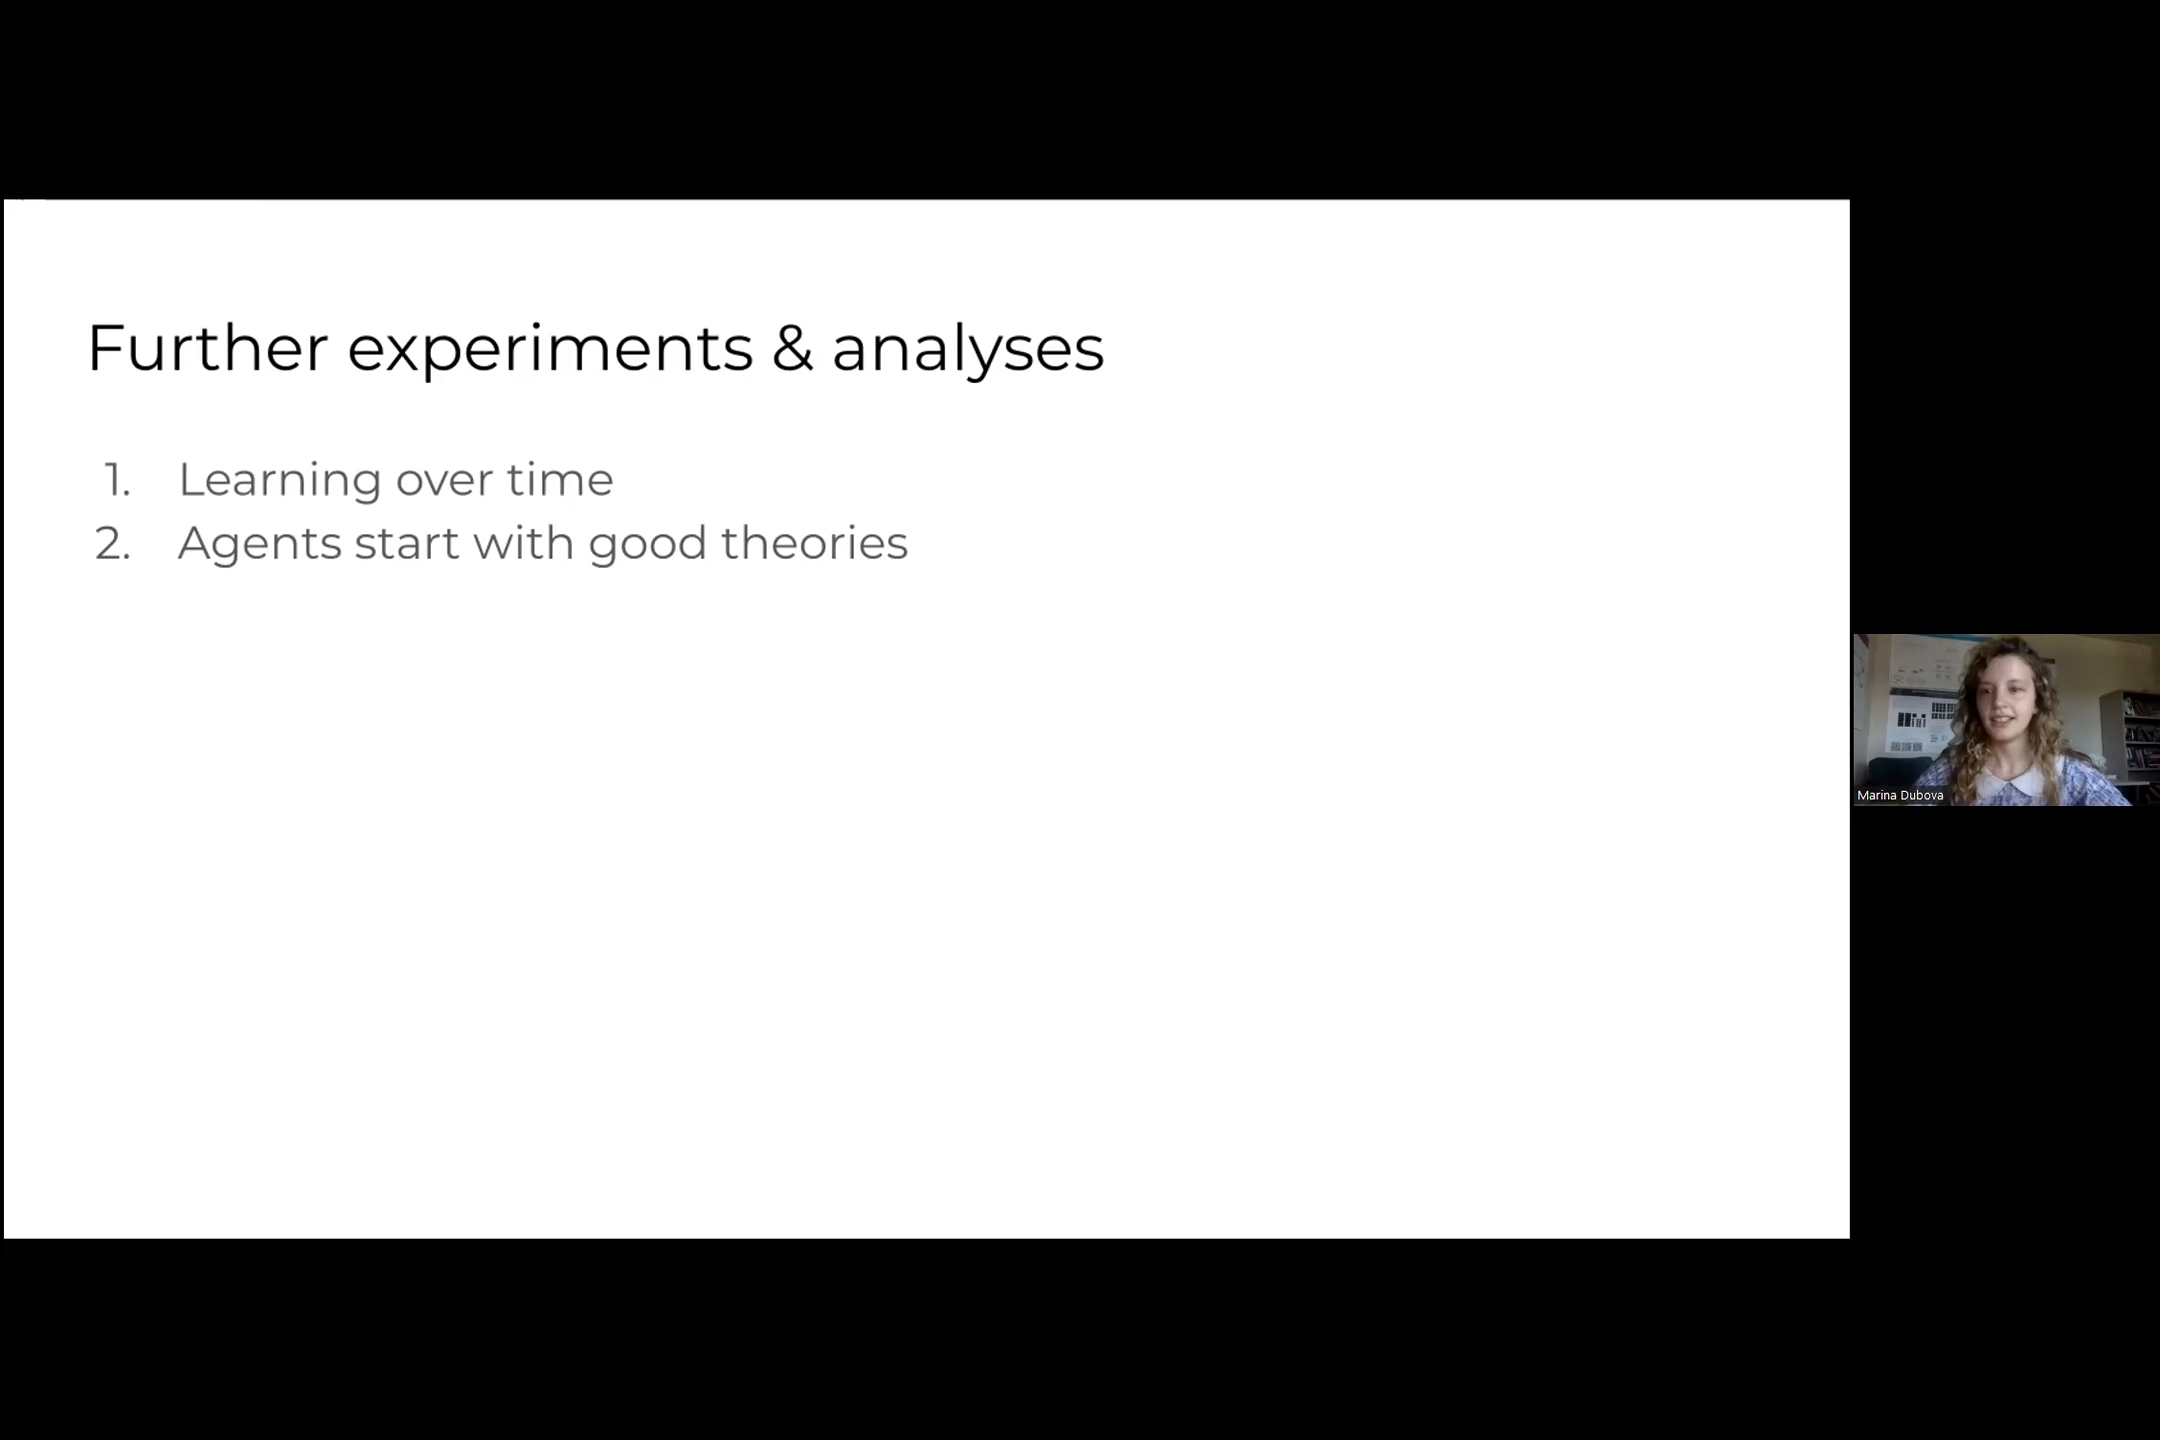 Further experiments & analyses
1. Learning over time
2. Agents start with good theories
Marina Dubova